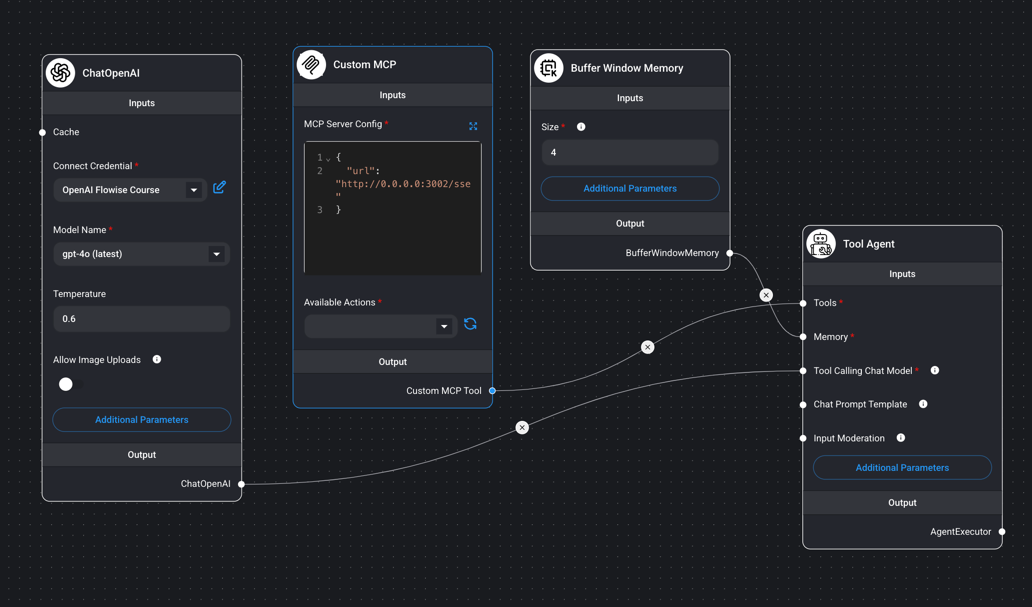 ChatOpenAI
Inputs
Cache
Connect Credential *
OpenAI Flowise Course
Model Name *
gpt-4o (latest)
Temperature
0.6
Allow Image Uploads
Additional Parameters
Output
ChatOpenAI
Custom MCP
Inputs
MCP Server Config *
1 {
2 "url":
"http://0.0.0.0:3002/sse
"
3 }
Available Actions *
Output
Custom MCP Tool
Buffer Window Memory
Inputs
Size *
4
Additional Parameters
Output
BufferWindowMemory
Tool Agent
Inputs
Tools *
Memory *
Tool Calling Chat Model *
Chat Prompt Template
Input Moderation
Additional Parameters
Output
AgentExecutor